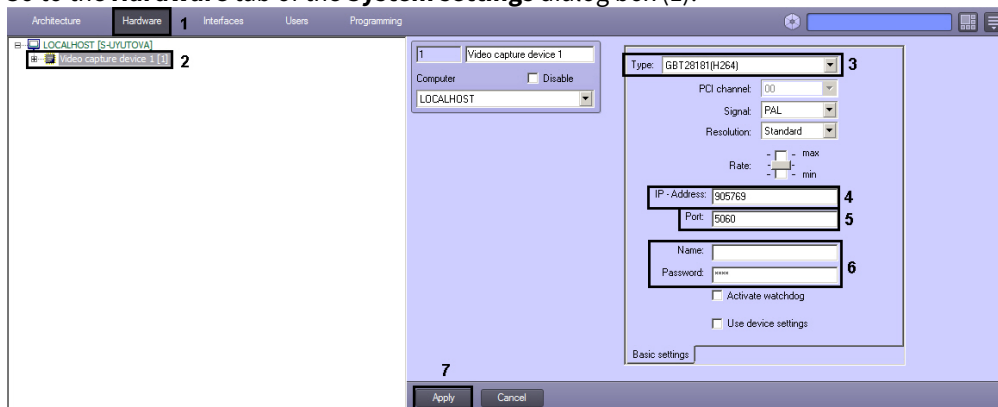 Go to the Hardware tab of the System settings dialog box (1).
Architecture Hardware 1 Interfaces Users Programming
LOCALHOST [S-UYUTOVA]
Video capture device 1 [1] 2
1 Video capture device 1
Computer Disable
LOCALHOST
Type: GBT28181(H264) 3
PCI channel: 00
Signal: PAL
Resolution: Standard
max
Rate:
min
IP - Address: 905769 4
Port: 5060 5
Name:
Password: **** 6
Activate watchdog
Use device settings
Basic settings
7
Apply Cancel